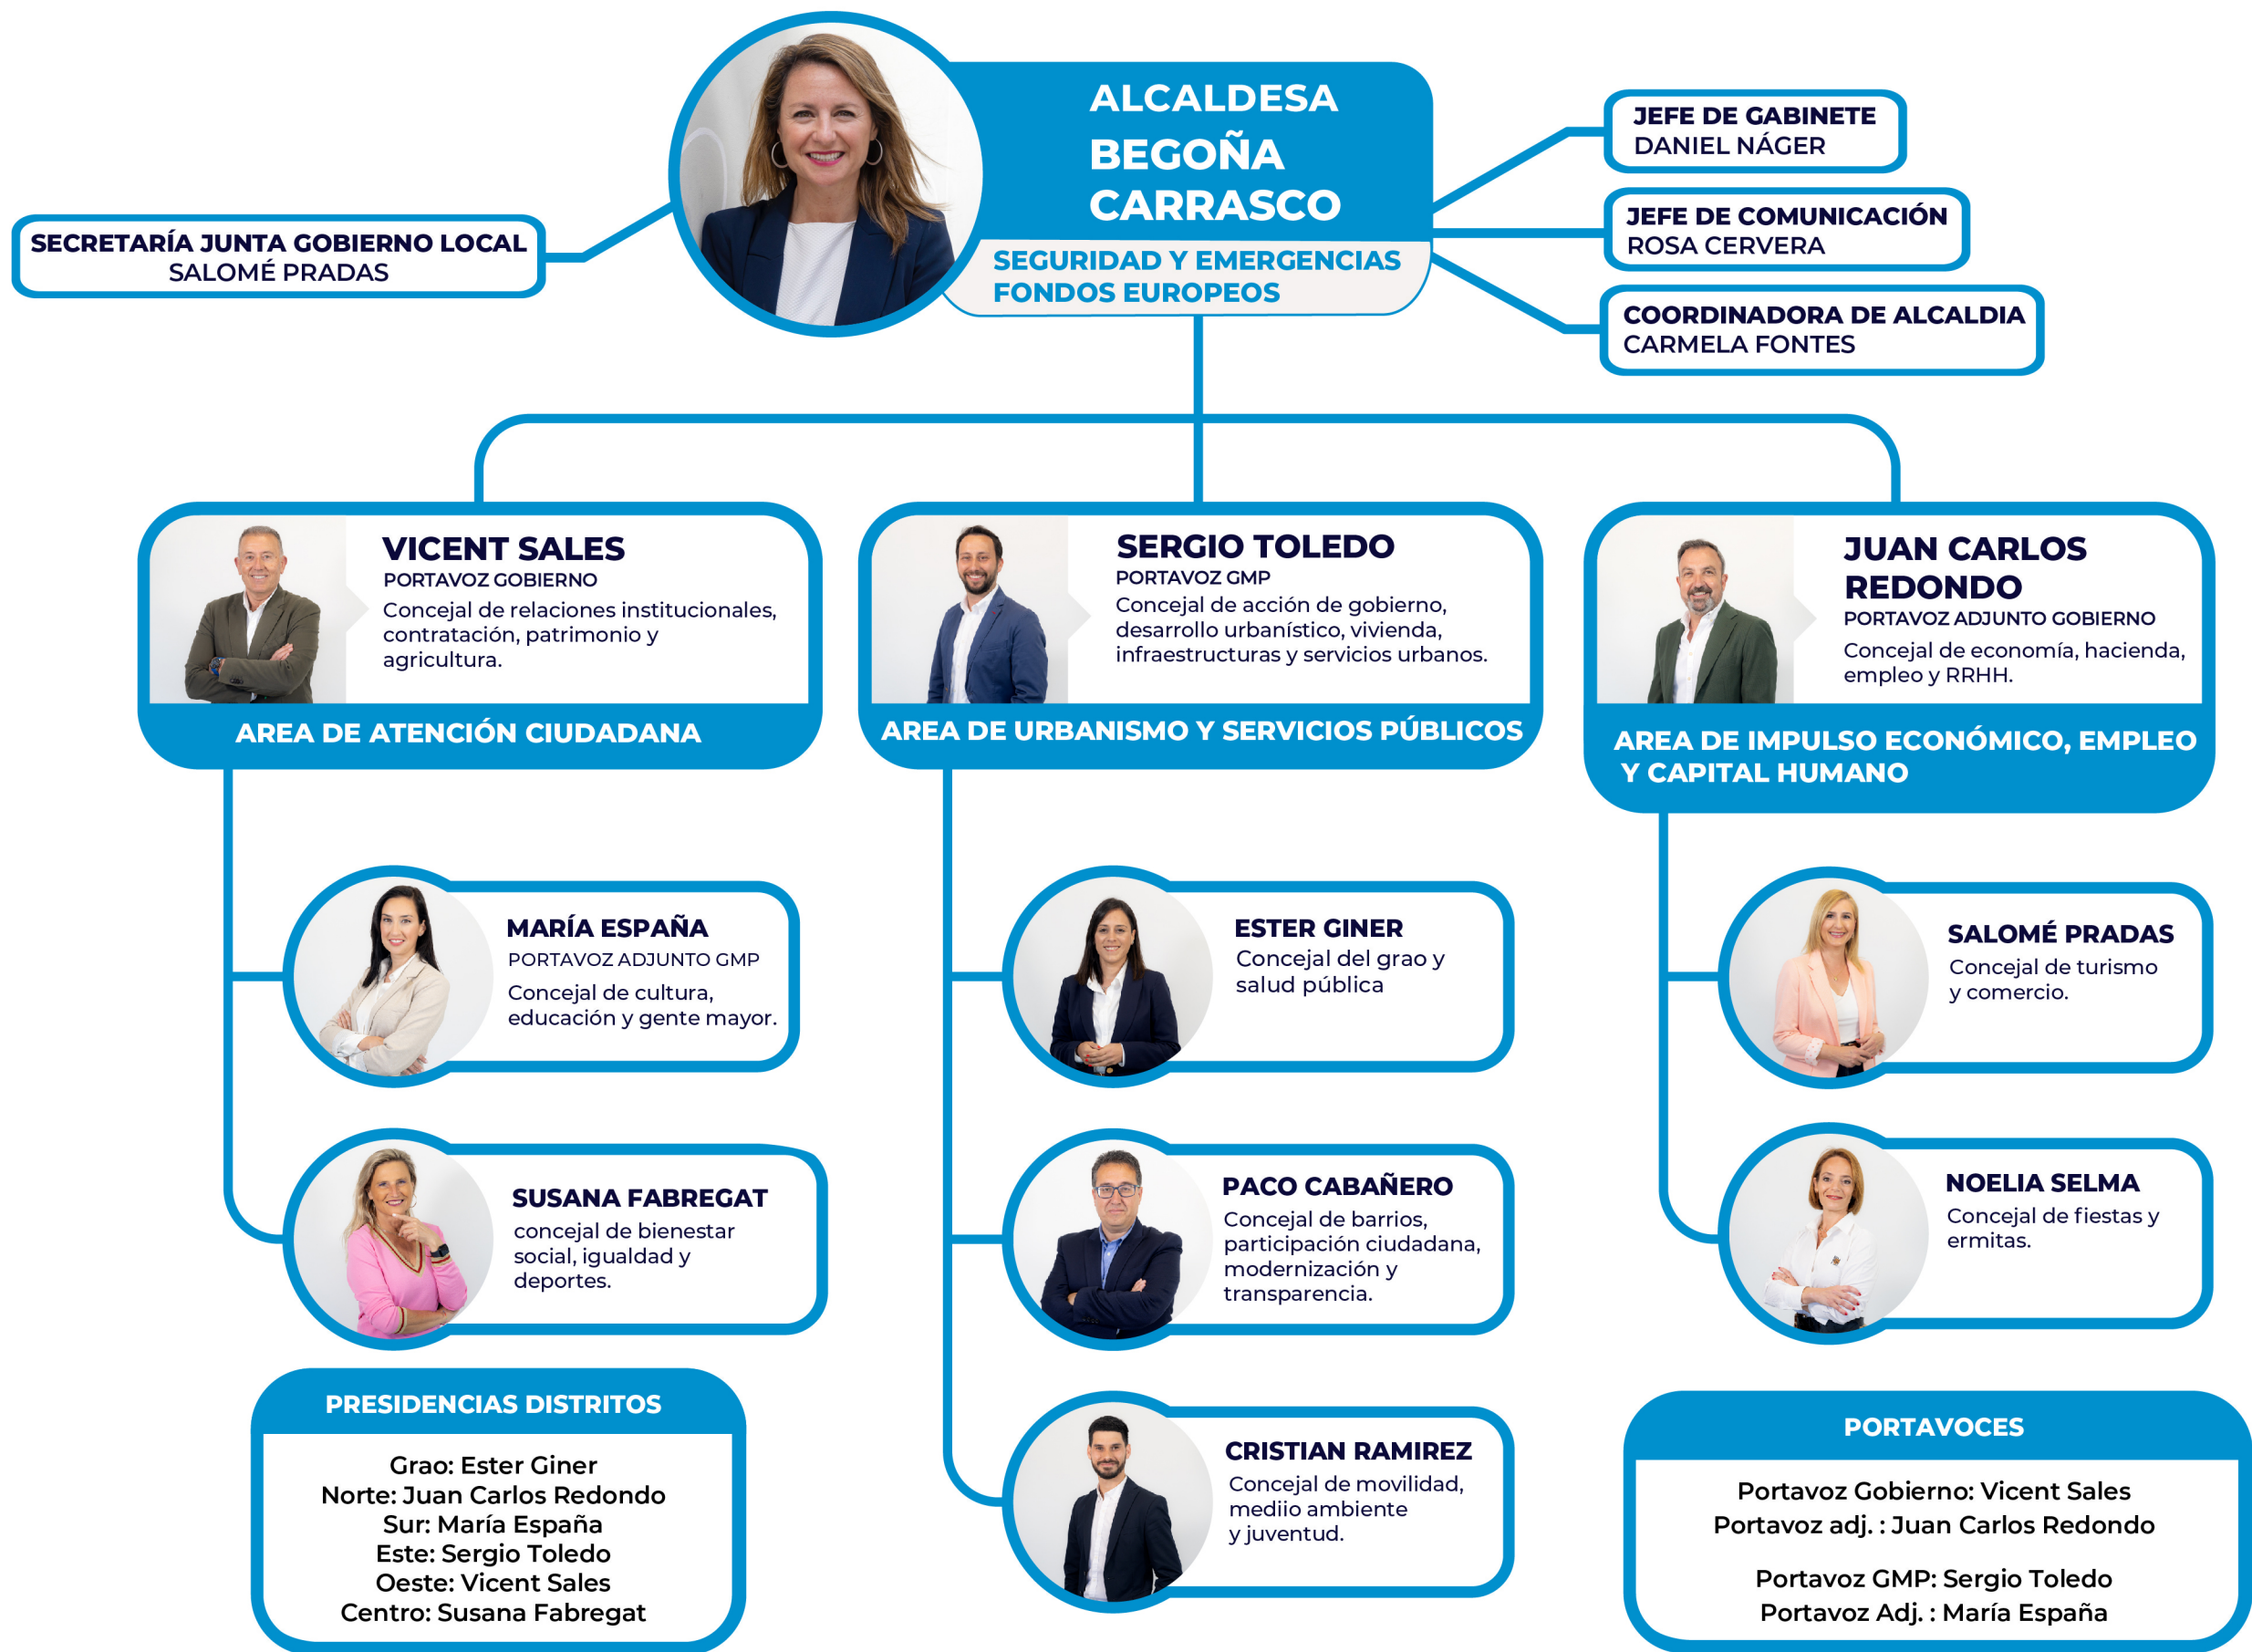 ALCALDESA
BEGOÑA
CARRASCO
SEGURIDAD Y EMERGENCIAS
FONDOS EUROPEOS
SECRETARÍA JUNTA GOBIERNO LOCAL
SALOMÉ PRADAS
JEFE DE GABINETE
DANIEL NÁGER
JEFE DE COMUNICACIÓN
ROSA CERVERA
COORDINADORA DE ALCALDIA
CARMELA FONTES
VICENT SALES
PORTAVOZ GOBIERNO
Concejal de relaciones institucionales,
contratación, patrimonio y
agricultura.
AREA DE ATENCIÓN CIUDADANA
SERGIO TOLEDO
PORTAVOZ GMP
Concejal de acción de gobierno,
desarrollo urbanístico, vivienda,
infraestructuras y servicios urbanos.
AREA DE URBANISMO Y SERVICIOS PÚBLICOS
JUAN CARLOS
REDONDO
PORTAVOZ ADJUNTO GOBIERNO
Concejal de economía, hacienda,
empleo y RRHH.
AREA DE IMPULSO ECONÓMICO, EMPLEO
Y CAPITAL HUMANO
MARÍA ESPAÑA
PORTAVOZ ADJUNTO GMP
Concejal de cultura,
educación y gente mayor.
SUSANA FABREGAT
concejal de bienestar
social, igualdad y
deportes.
ESTER GINER
Concejal del grao y
salud pública
PACO CABAÑERO
Concejal de barrios,
participación ciudadana,
modernización y
transparencia.
CRISTIAN RAMIREZ
Concejal de movilidad,
mediio ambiente
y juventud.
SALOMÉ PRADAS
Concejal de turismo
y comercio.
NOELIA SELMA
Concejal de fiestas y
ermitas.
PRESIDENCIAS DISTRITOS
Grao: Ester Giner
Norte: Juan Carlos Redondo
Sur: María España
Este: Sergio Toledo
Oeste: Vicent Sales
Centro: Susana Fabregat
PORTAVOCES
Portavoz Gobierno: Vicent Sales
Portavoz adj. : Juan Carlos Redondo
Portavoz GMP: Sergio Toledo
Portavoz Adj. : María España